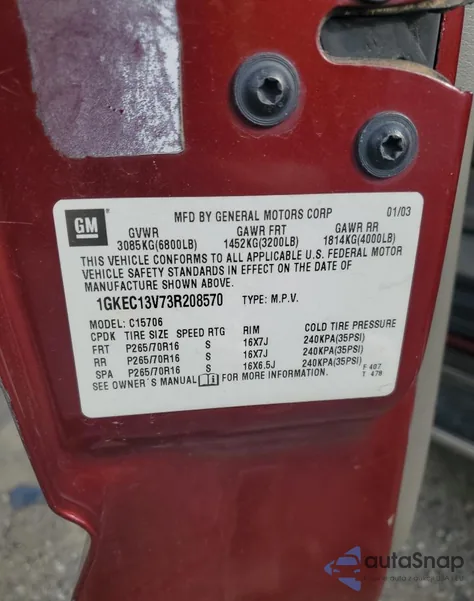 GM
MFD BY GENERAL MOTORS CORP 01/03
GVWR GAWR FRT GAWR RR
3085KG(6800LB) 1452KG(3200LB) 1814KG(4000LB)
THIS VEHICLE CONFORMS TO ALL APPLICABLE U.S. FEDERAL MOTOR
VEHICLE SAFETY STANDARDS IN EFFECT ON THE DATE OF
MANUFACTURE SHOWN ABOVE.
1GKEC13V73R208570 TYPE: M.P.V.
MODEL: C15706
CPDK TIRE SIZE SPEED RTG RIM COLD TIRE PRESSURE
FRT P265/70R16 S 16X7J 240KPA(35PSI)
RR P265/70R16 S 16X7J 240KPA(35PSI)
SPA P265/70R16 S 16X6.5J 240KPA(35PSI)
SEE OWNER'S MANUAL FOR MORE INFORMATION.
F 407
T 479
autaSnap